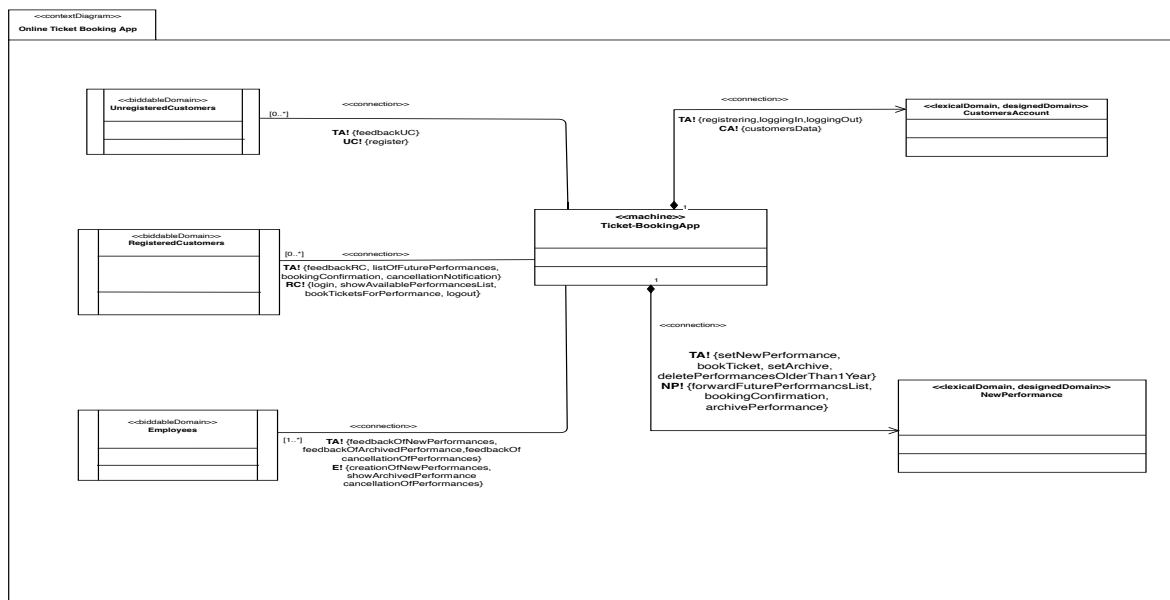 <<contextDiagram>>
Online Ticket Booking App
<<biddableDomain>>
UnregisteredCustomers
[0..*]
<<connection>>
TA! {feedbackUC}
UC! {register}
<<connection>>
TA! {registrering,loggingIn,loggingOut}
CA! {customersData}
1
<<lexicalDomain, designedDomain>>
CustomersAccount
<<machine>>
Ticket-BookingApp
1
<<biddableDomain>>
RegisteredCustomers
[0..*]
<<connection>>
TA! {feedbackRC, listOfFuturePerformances,
bookingConfirmation, cancellationNotification}
RC! {login, showAvailablePerformancesList,
bookTicketsForPerformance, logout}
<<connection>>
TA! {setNewPerformance,
bookTicket, setArchive,
deletePerformancesOlderThan1Year}
NP! {forwardFuturePerformancsList,
bookingConfirmation,
archivePerformance}
<<lexicalDomain, designedDomain>>
NewPerformance
<<biddableDomain>>
Employees
[1..*]
<<connection>>
TA! {feedbackOfNewPerformances,
feedbackOfArchivedPerformance,feedbackOf
cancellationOfPerformances}
E! {creationOfNewPerformances,
showArchivedPerformance
cancellationOfPerformances}